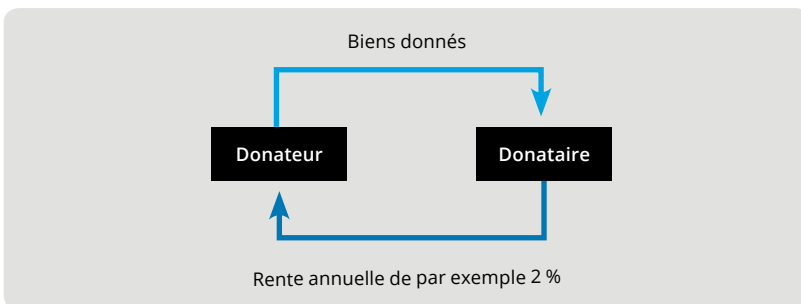 Biens donnés
Donateur
Donataire
Rente annuelle de par exemple 2 %